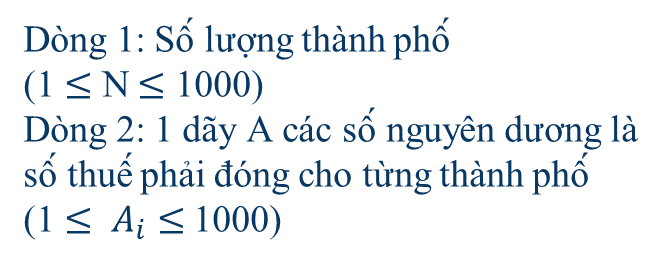 Dòng 1: Số lượng thành phố
(1 ≤ N ≤ 1000)
Dòng 2: 1 dãy A các số nguyên dương là
số thuế phải đóng cho từng thành phố
(1 ≤ Aᵢ ≤ 1000)